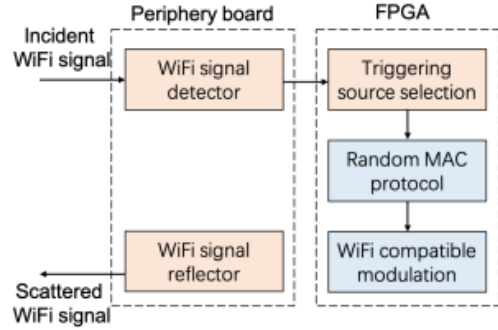 Periphery board
FPGA
Incident
WiFi signal
WiFi signal
detector
Triggering
source selection
Random MAC
protocol
WiFi signal
reflector
WiFi compatible
modulation
Scattered
WiFi signal